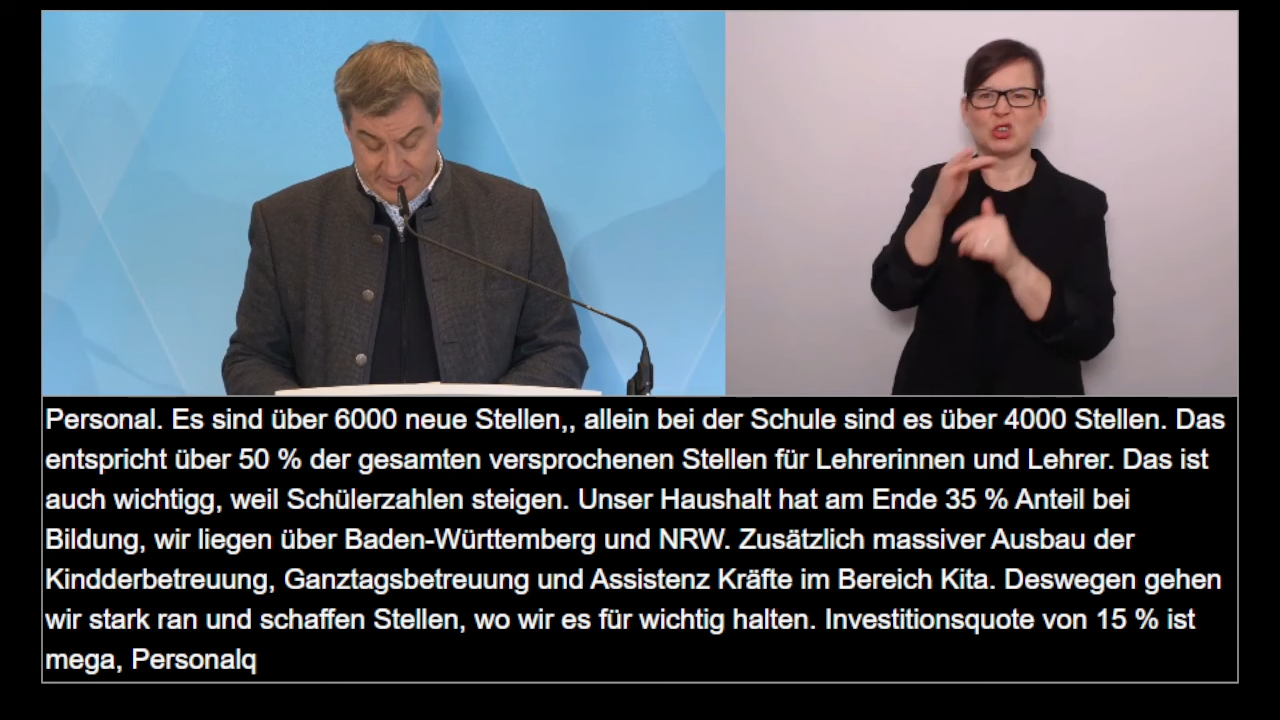 Personal. Es sind über 6000 neue Stellen,, allein bei der Schule sind es über 4000 Stellen. Das
entspricht über 50 % der gesamten versprochenen Stellen für Lehrerinnen und Lehrer. Das ist
auch wichtigg, weil Schülerzahlen steigen. Unser Haushalt hat am Ende 35 % Anteil bei
Bildung, wir liegen über Baden-Württemberg und NRW. Zusätzlich massiver Ausbau der
Kindderbetreuung, Ganztagsbetreuung und Assistenz Kräfte im Bereich Kita. Deswegen gehen
wir stark ran und schaffen Stellen, wo wir es für wichtig halten. Investitionsquote von 15 % ist
mega, Personalq